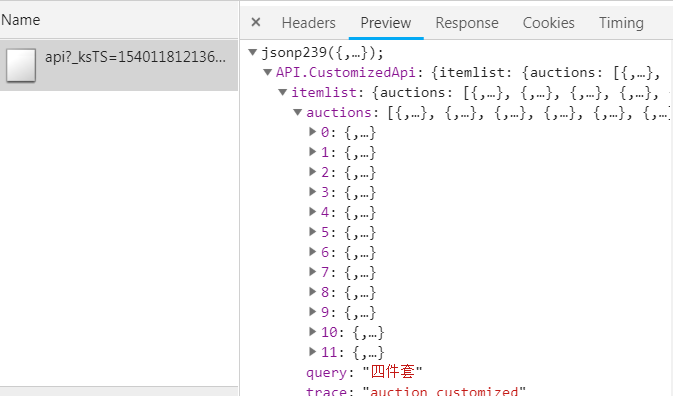 Name
× Headers Preview Response Cookies Timing
api?_ksTS=154011812136…
▼jsonp239({,…});
▼API.CustomizedApi: {itemlist: {auctions: [{,…},
▼itemlist: {auctions: [{,…}, {,…}, {,…}, {,…},
▼auctions: [{,…}, {,…}, {,…}, {,…}, {,…}, {,…
▶0: {,…}
▶1: {,…}
▶2: {,…}
▶3: {,…}
▶4: {,…}
▶5: {,…}
▶6: {,…}
▶7: {,…}
▶8: {,…}
▶9: {,…}
▶10: {,…}
▶11: {,…}
query: "四件套"
trace: "auction_customized"